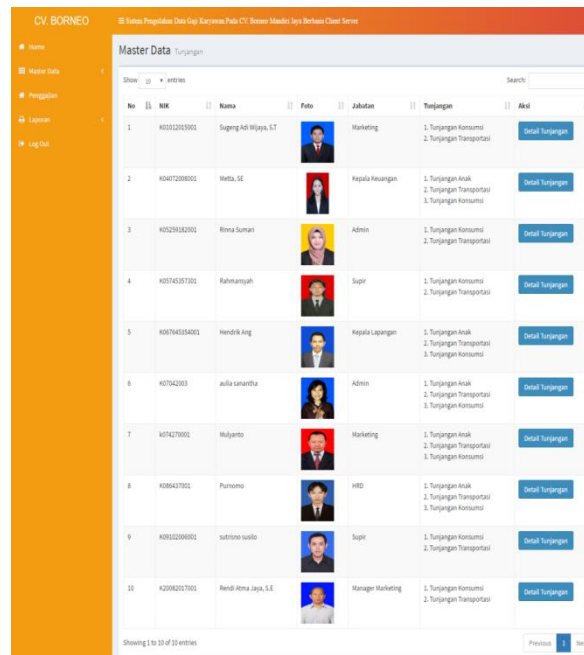 CV. BORNEO
Sistem Pengolahan Data Gaji Karyawan Pada CV. Borneo Mandiri Jaya Berbasis Client Server
Home
Master Data
Penggajian
Laporan
Log Out
Master Data Tunjangan
Show 10 entries Search:
No NIK Nama Foto Jabatan Tunjangan Aksi
1 K01012015001 Sugeng Adi Wijaya, S.T Marketing 1. Tunjangan Konsumsi Detail Tunjangan
2. Tunjangan Transportasi
2 K04072008001 Metta, SE Kepala Keuangan 1. Tunjangan Anak Detail Tunjangan
2. Tunjangan Transportasi
3. Tunjangan Konsumsi
3 K05259182001 Rinna Sumari Admin 1. Tunjangan Konsumsi Detail Tunjangan
2. Tunjangan Transportasi
4 K05745357301 Rahmansyah Supir 1. Tunjangan Konsumsi Detail Tunjangan
2. Tunjangan Transportasi
5 K067645354001 Hendrik Ang Kepala Lapangan 1. Tunjangan Anak Detail Tunjangan
2. Tunjangan Transportasi
3. Tunjangan Konsumsi
6 K07042003 aulia sanantha Admin 1. Tunjangan Anak Detail Tunjangan
2. Tunjangan Transportasi
3. Tunjangan Konsumsi
7 k074270001 Mulyanto Marketing 1. Tunjangan Anak Detail Tunjangan
2. Tunjangan Transportasi
3. Tunjangan Konsumsi
8 K086437001 Purnomo HRD 1. Tunjangan Anak Detail Tunjangan
2. Tunjangan Transportasi
3. Tunjangan Konsumsi
9 K09102006001 sutrisno susilo Supir 1. Tunjangan Konsumsi Detail Tunjangan
2. Tunjangan Transportasi
10 K20062017001 Rendi Atma Jaya, S.E Manager Marketing 1. Tunjangan Konsumsi Detail Tunjangan
2. Tunjangan Transportasi
Showing 1 to 10 of 10 entries Previous 1 Ne